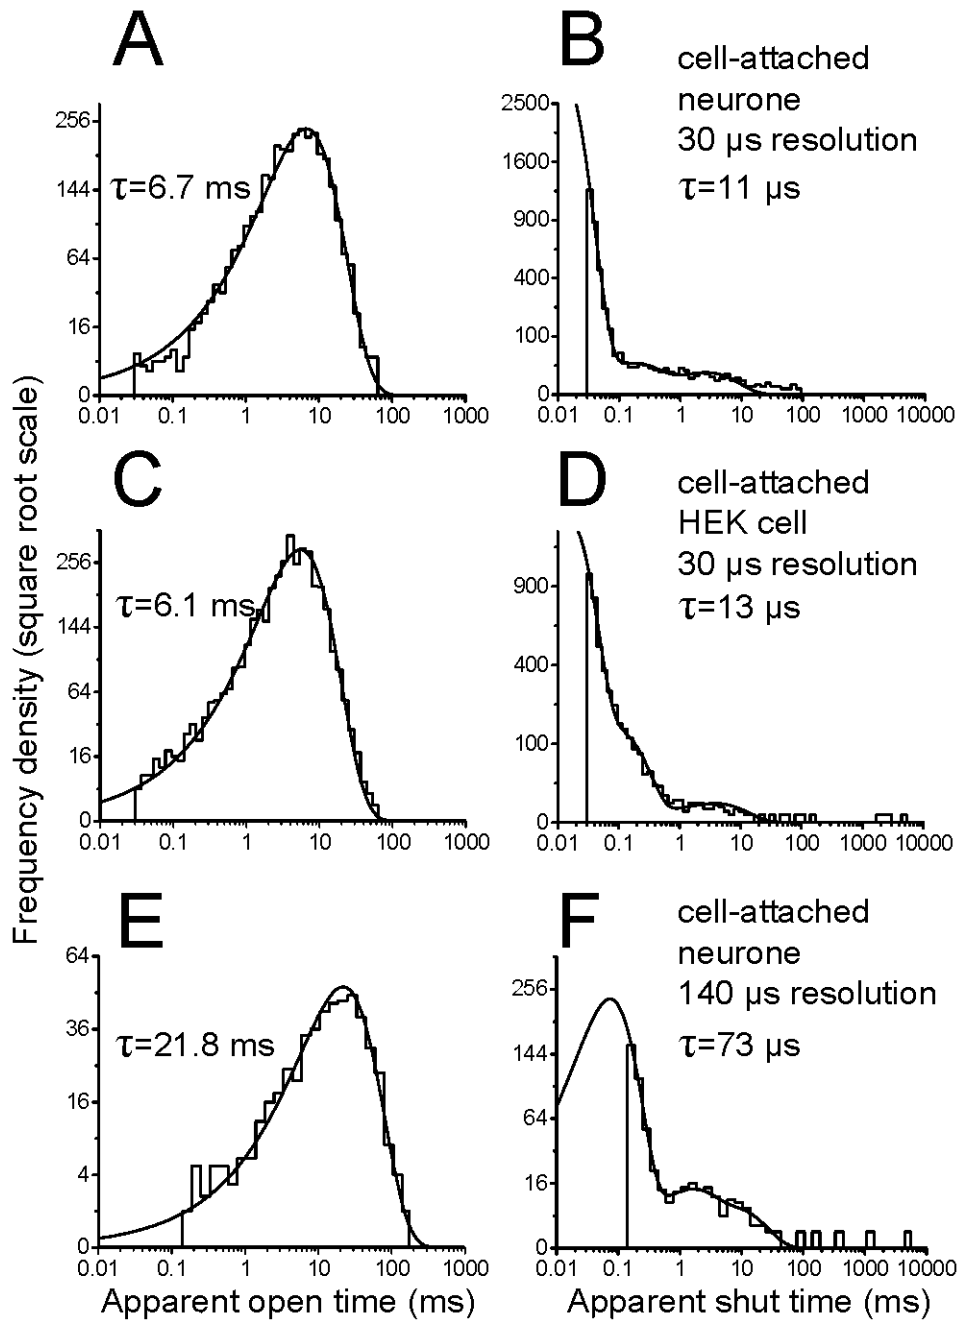 A
256
144
64
16
0
τ=6.7 ms
0.01 0.1 1 10 100 1000
B
cell-attached
neurone
30 µs resolution
τ=11 µs
2500
1600
900
400
100
0
0.01 0.1 1 10 100 1000 10000
C
256
144
64
16
0
τ=6.1 ms
0.01 0.1 1 10 100 1000
D
cell-attached
HEK cell
30 µs resolution
τ=13 µs
900
400
100
0
0.01 0.1 1 10 100 1000 10000
Frequency density (square root scale)
E
64
36
16
4
0
τ=21.8 ms
0.01 0.1 1 10 100 1000
Apparent open time (ms)
F
cell-attached
neurone
140 µs resolution
τ=73 µs
256
144
64
16
0
0.01 0.1 1 10 100 1000 10000
Apparent shut time (ms)